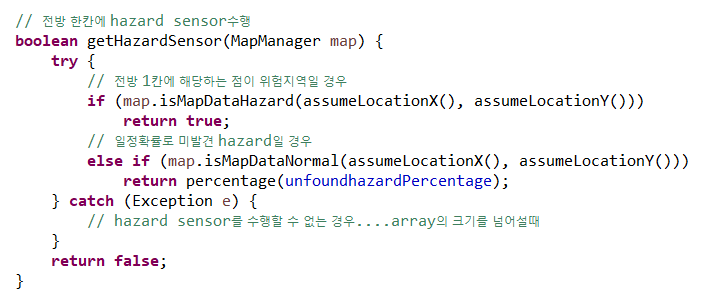 // 전방 한칸에 hazard sensor수행
boolean getHazardSensor(MapManager map) {
    try {
        // 전방 1칸에 해당하는 점이 위험지역일 경우
        if (map.isMapDataHazard(assumeLocationX(), assumeLocationY()))
            return true;
        // 일정확률로 미발견 hazard일 경우
        else if (map.isMapDataNormal(assumeLocationX(), assumeLocationY()))
            return percentage(unfoundhazardPercentage);
    } catch (Exception e) {
        // hazard sensor를 수행할 수 없는 경우....array의 크기를 넘어설때
    }
    return false;
}